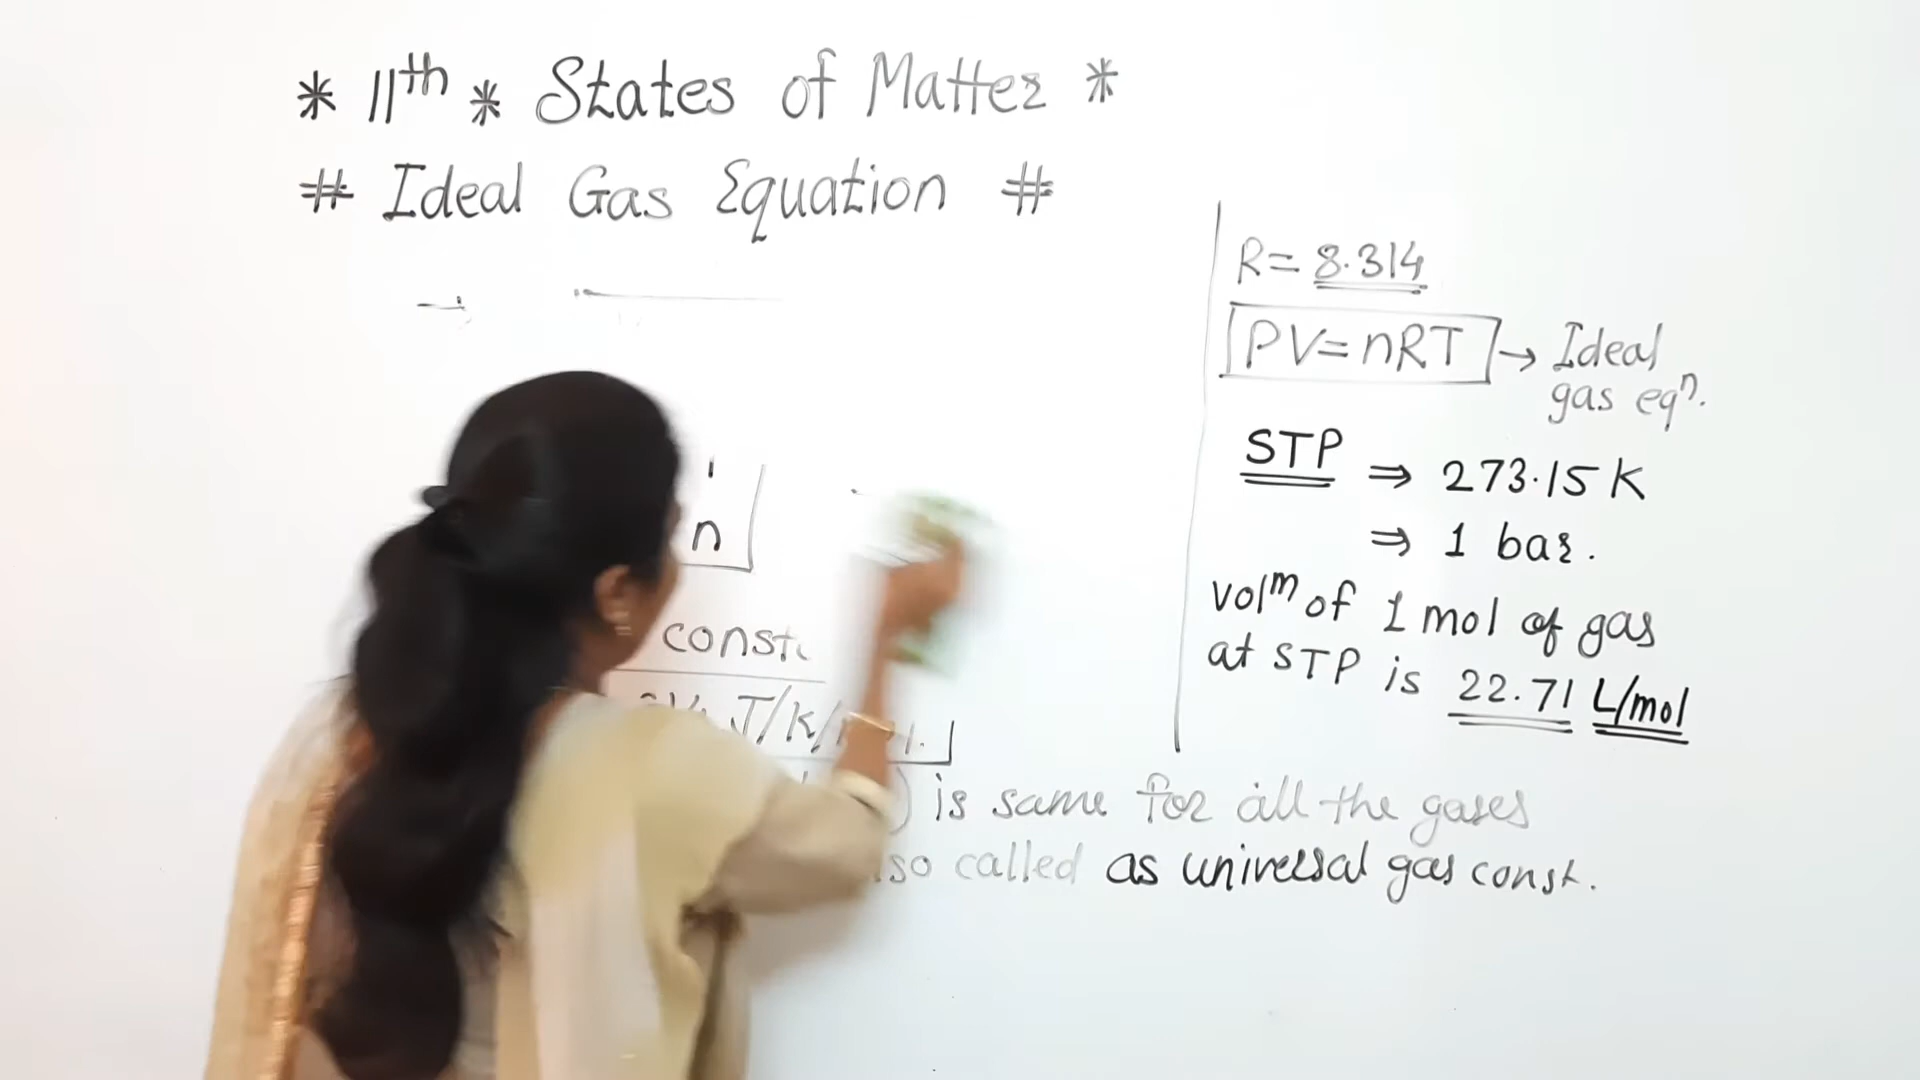 * 11th * States of Matter *
# Ideal Gas Equation #
n
const
J/K/
is same for all the gases
so called as universal gas const.
R = 8.314
PV = nRT → Ideal
gas eqn.
STP ⇒ 273.15 K
⇒ 1 bar.
volm of 1 mol of gas
at STP is 22.71 L/mol